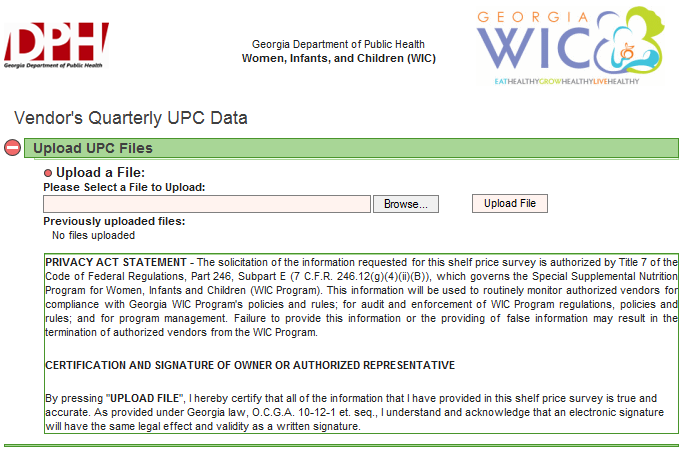 DPH
Georgia Department of Public Health
Georgia Department of Public Health
Women, Infants, and Children (WIC)
GEORGIA
WIC
EATHEALTHYGROWHEALTHYLIVEHEALTHY
Vendor's Quarterly UPC Data
Upload UPC Files
Upload a File:
Please Select a File to Upload:
Browse...
Upload File
Previously uploaded files:
No files uploaded
PRIVACY ACT STATEMENT - The solicitation of the information requested for this shelf price survey is authorized by Title 7 of the
Code of Federal Regulations, Part 246, Subpart E (7 C.F.R. 246.12(g)(4)(ii)(B)), which governs the Special Supplemental Nutrition
Program for Women, Infants and Children (WIC Program). This information will be used to routinely monitor authorized vendors for
compliance with Georgia WIC Program's policies and rules; for audit and enforcement of WIC Program regulations, policies and
rules; and for program management. Failure to provide this information or the providing of false information may result in the
termination of authorized vendors from the WIC Program.
CERTIFICATION AND SIGNATURE OF OWNER OR AUTHORIZED REPRESENTATIVE
By pressing "UPLOAD FILE", I hereby certify that all of the information that I have provided in this shelf price survey is true and
accurate. As provided under Georgia law, O.C.G.A. 10-12-1 et. seq., I understand and acknowledge that an electronic signature
will have the same legal effect and validity as a written signature.